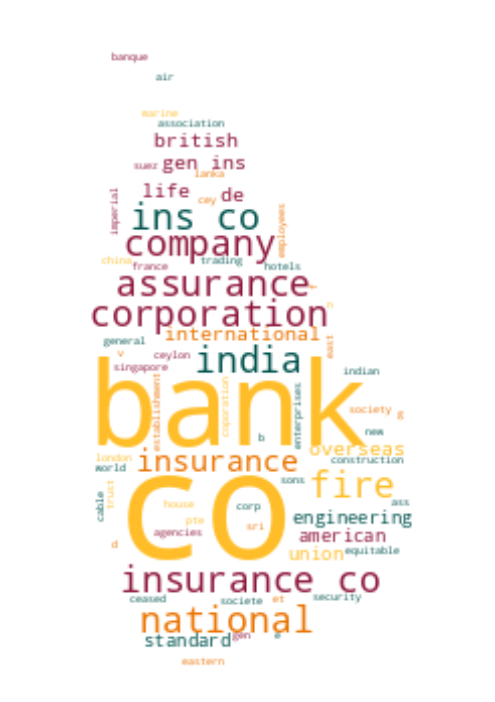 banque
air
marine
association
british
suez gen ins
lanka
life de
cey
imperial
ins co
employees
company
china france trading hotels
assurance
corporation
n
international
general east
v ceylon india
singapore indian
bank
establishment
coporation
enterprises
society g
new
b
overseas
london insurance construction
world
sons fire
co
cable
trust
house corp ass
pte engineering
sri
agencies american
d union equitable
insurance co
ceased societe et security
national
standard gen e
eastern